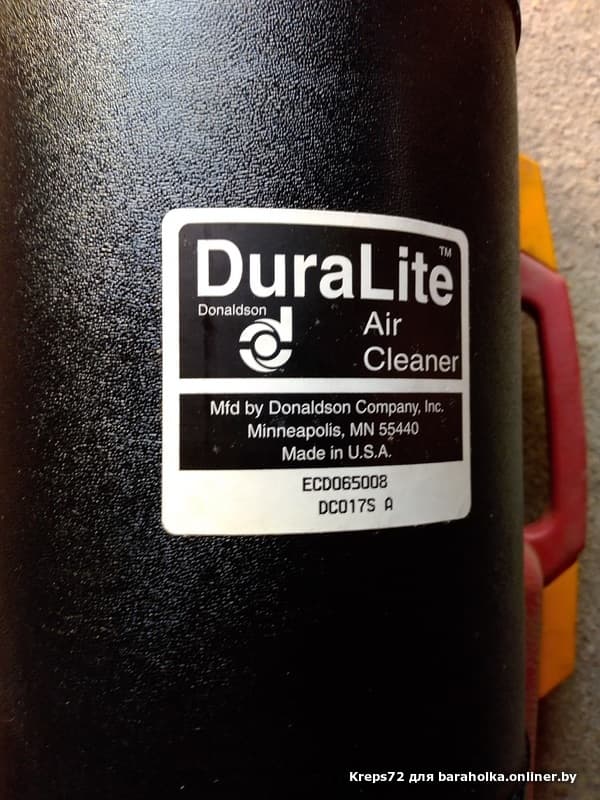 DuraLite™
Donaldson
Air
Cleaner
Mfd by Donaldson Company, Inc.
Minneapolis, MN 55440
Made in U.S.A.
ECD065008
DC017S A
Kreps72 для baraholka.onliner.by